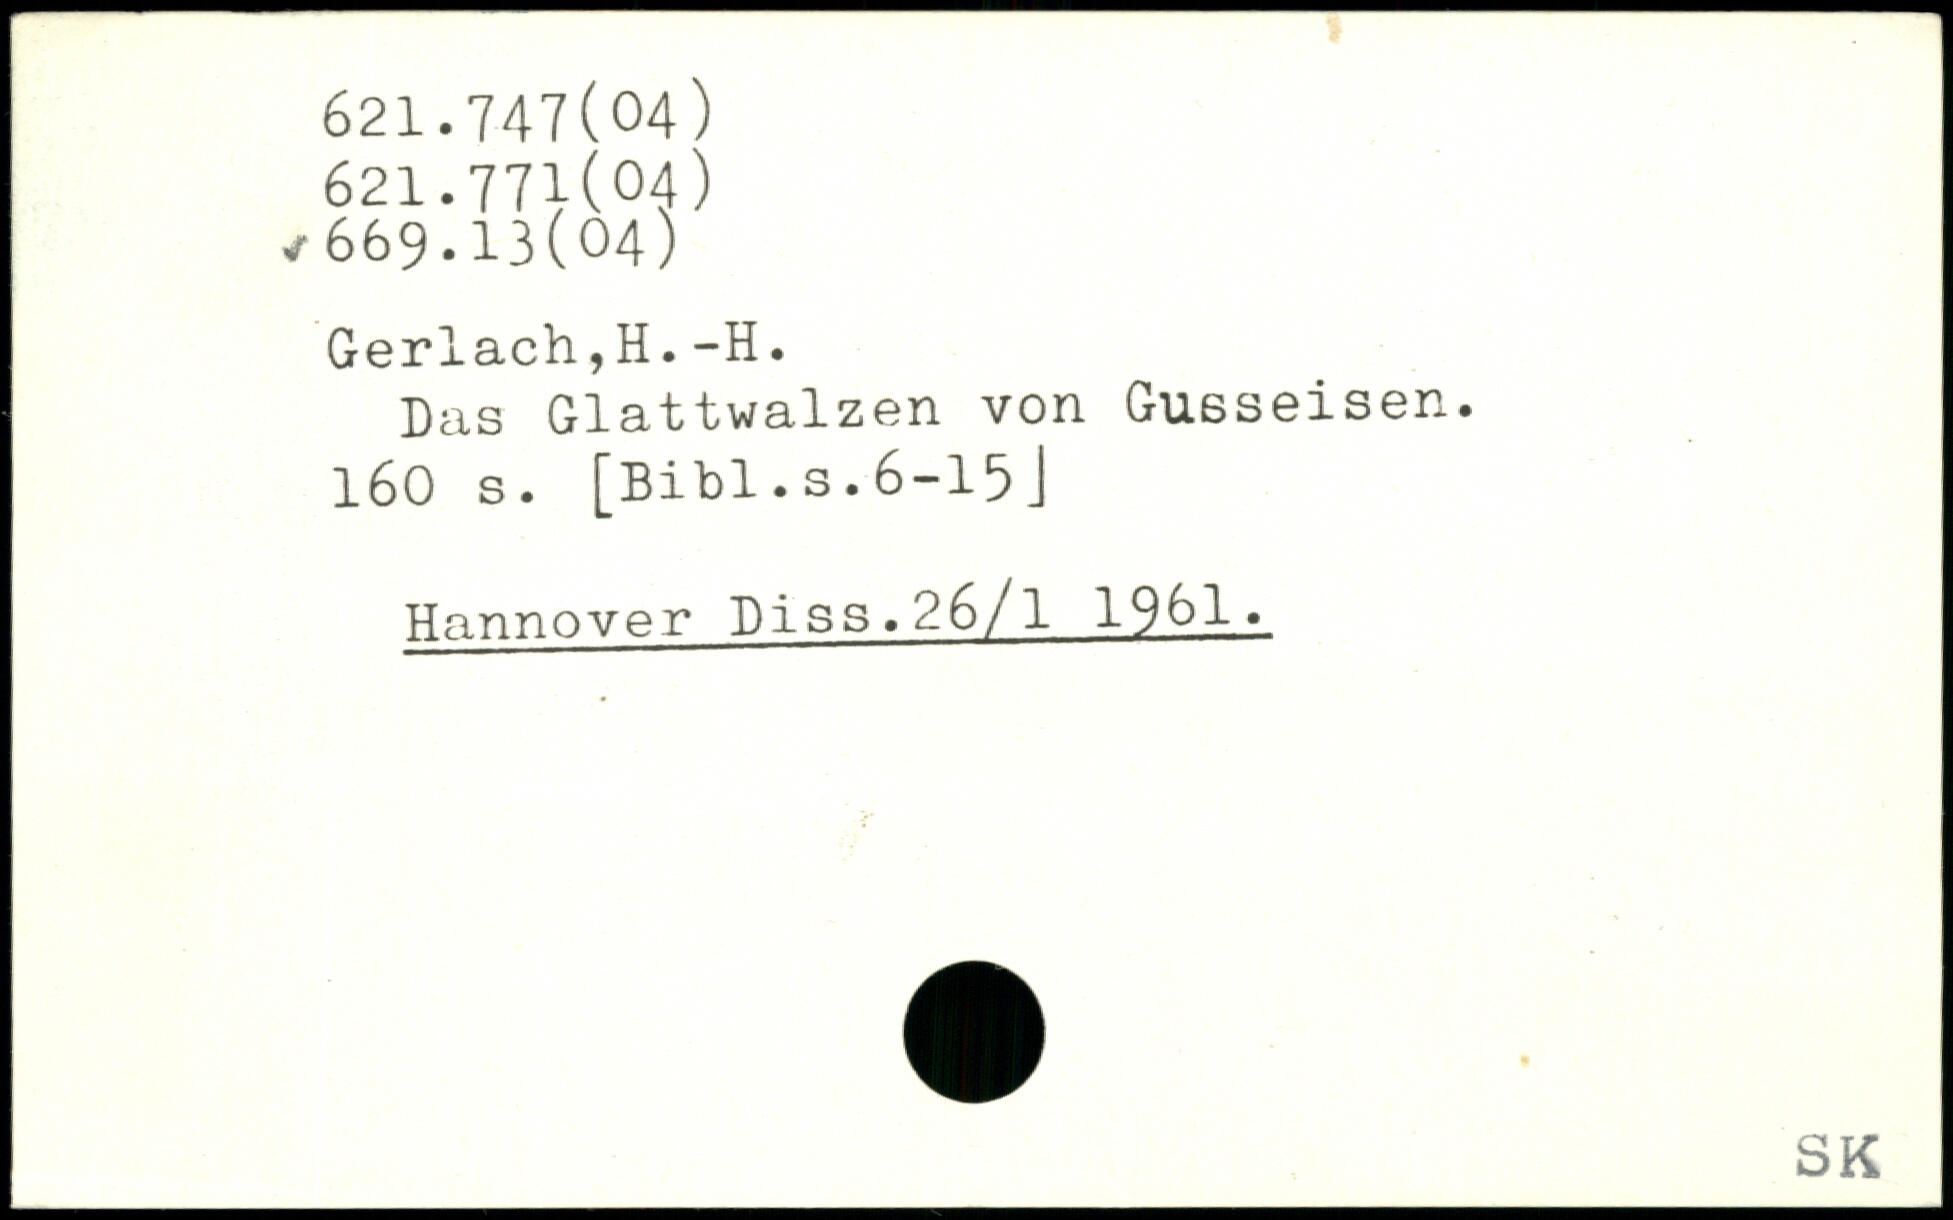 621.747(04)
621.771(04)
✓669.13(04)
Gerlach,H.-H.
Das Glattwalzen von Gusseisen.
160 s. [Bibl.s.6-15]
Hannover Diss.26/1 1961.
SK